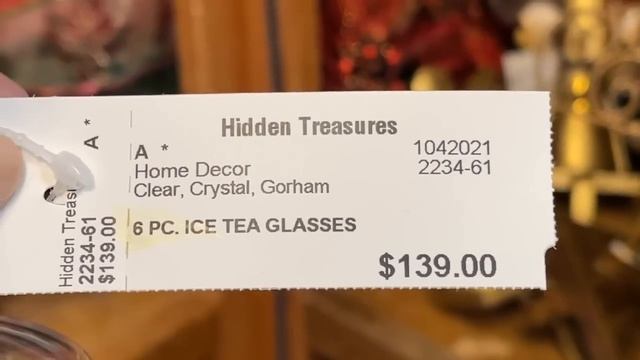 Hidden Treasures
A *
1042021
Home Decor
2234-61
Clear, Crystal, Gorham
6 PC. ICE TEA GLASSES
$139.00
A *
Hidden Treasu
2234-61
$139.00